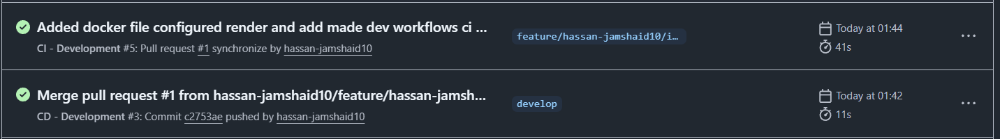 Added docker file configured render and add made dev workflows ci ...
CI - Development #5: Pull request #1 synchronize by hassan-jamshaid10
feature/hassan-jamshaid10/i…
Today at 01:44
41s
Merge pull request #1 from hassan-jamshaid10/feature/hassan-jamsh...
CD - Development #3: Commit c2753ae pushed by hassan-jamshaid10
develop
Today at 01:42
11s